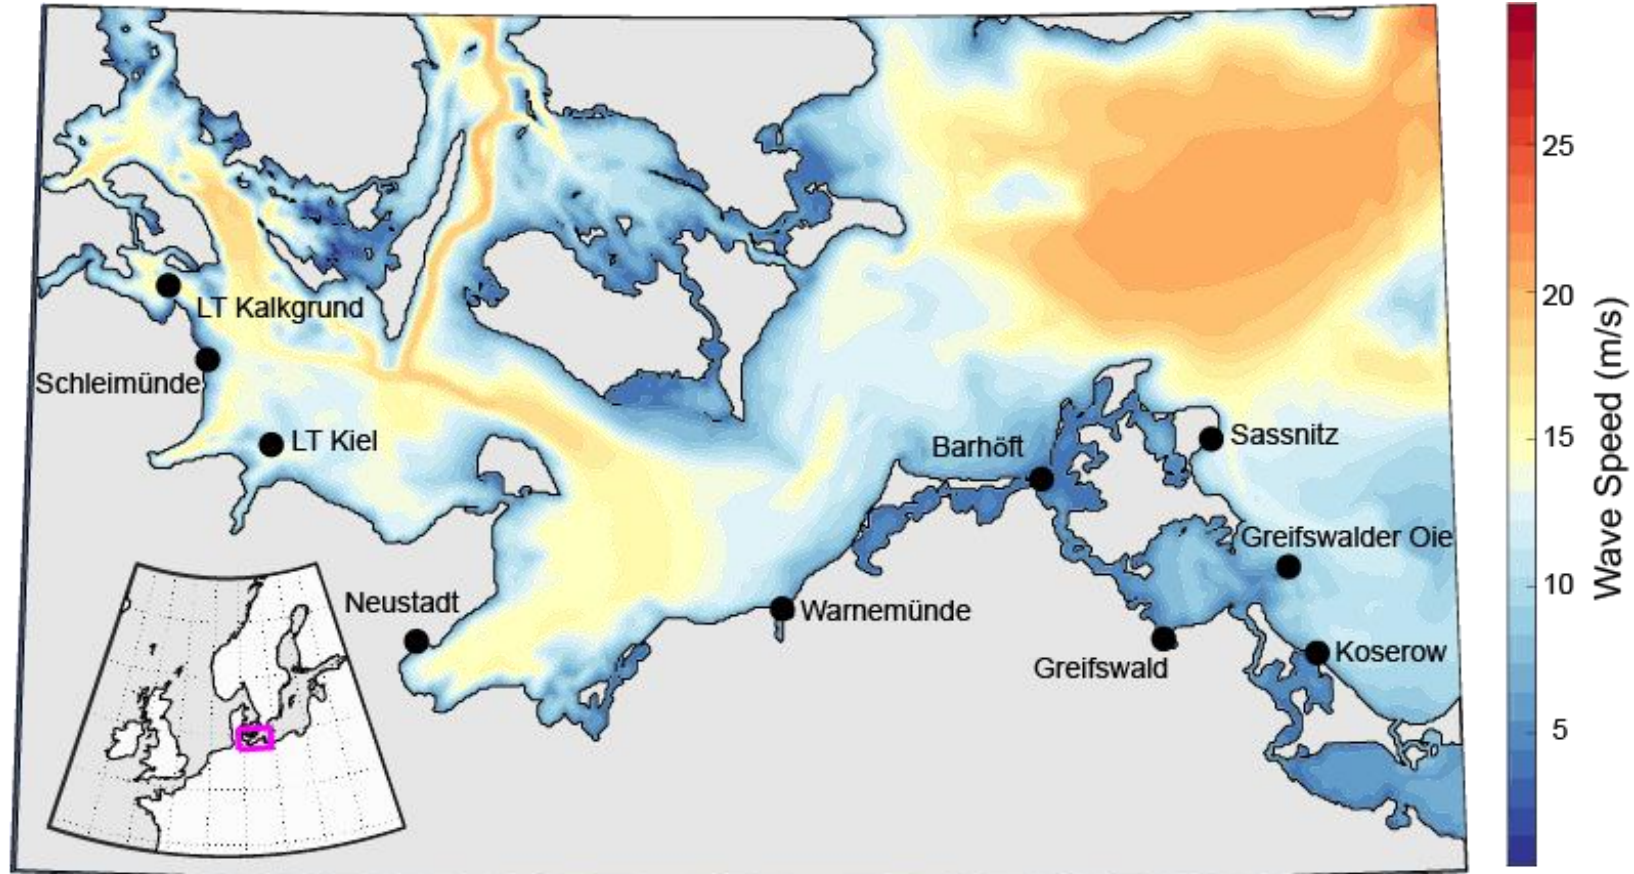 25
LT Kalkgrund
20
Schleimünde
LT Kiel
Barhöft
Sassnitz
15
Wave Speed (m/s)
Greifswalder Oie
10
Neustadt
Warnemünde
Greifswald
Koserow
5